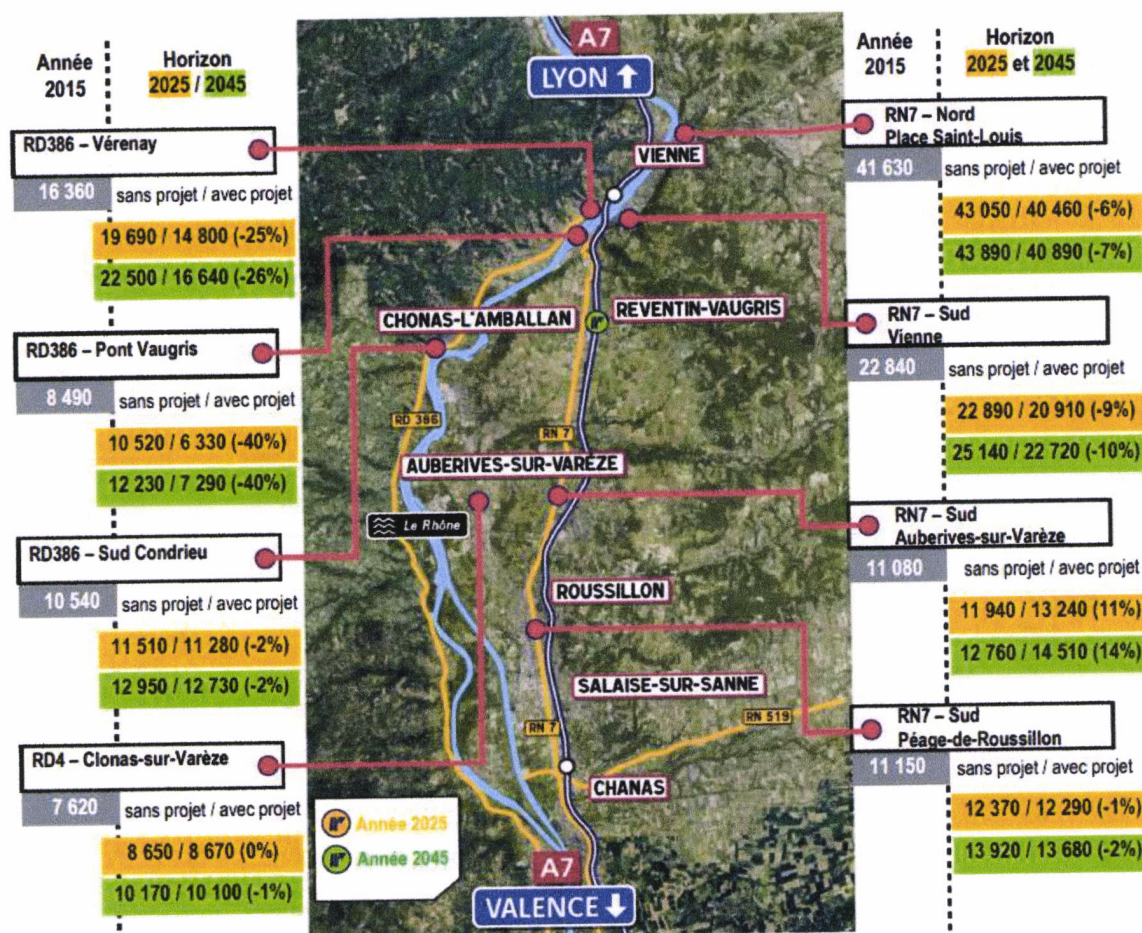 Année
2015
Horizon
2025 / 2045
RD386 – Vérenay
16 360
sans projet / avec projet
19 690 / 14 800 (-25%)
22 500 / 16 640 (-26%)
RD386 – Pont Vaugris
8 490
sans projet / avec projet
10 520 / 6 330 (-40%)
12 230 / 7 290 (-40%)
RD386 – Sud Condrieu
10 540
sans projet / avec projet
11 510 / 11 280 (-2%)
12 950 / 12 730 (-2%)
RD4 – Clonas-sur-Varèze
7 620
sans projet / avec projet
8 650 / 8 670 (0%)
10 170 / 10 100 (-1%)
A7
LYON
VIENNE
REVENTIN-VAUGRIS
CHONAS-L'AMBALLAN
RD 386
RN 7
AUBERIVES-SUR-VARÈZE
Le Rhône
ROUSSILLON
SALAISE-SUR-SANNE
RN 7
RN 519
CHANAS
Année 2025
Année 2045
A7
VALENCE
Année
2015
Horizon
2025 et 2045
RN7 – Nord
Place Saint-Louis
41 630
sans projet / avec projet
43 050 / 40 460 (-6%)
43 890 / 40 890 (-7%)
RN7 – Sud
Vienne
22 840
sans projet / avec projet
22 890 / 20 910 (-9%)
25 140 / 22 720 (-10%)
RN7 – Sud
Auberives-sur-Varèze
11 080
sans projet / avec projet
11 940 / 13 240 (11%)
12 760 / 14 510 (14%)
RN7 – Sud
Péage-de-Roussillon
11 150
sans projet / avec projet
12 370 / 12 290 (-1%)
13 920 / 13 680 (-2%)